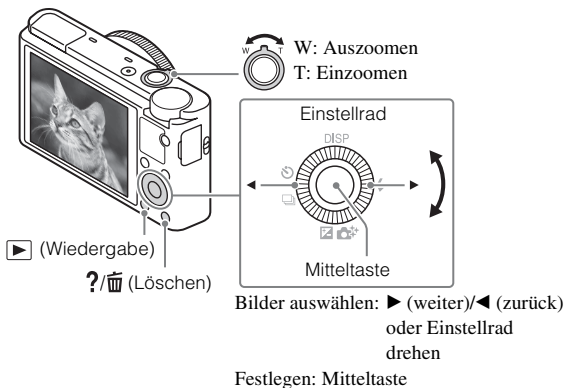 W T W: Auszoomen
T: Einzoomen
Einstellrad
DISP
▶ (Wiedergabe)
?/ (Löschen)
Mitteltaste
Bilder auswählen: ▶ (weiter)/◀ (zurück)
oder Einstellrad
drehen
Festlegen: Mitteltaste